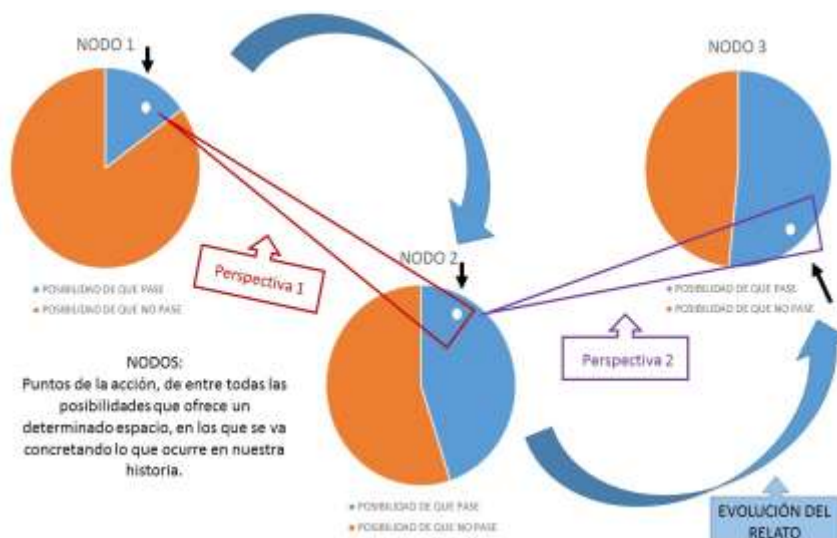 NODO 1
POSIBILIDAD DE QUE PASE
POSIBILIDAD DE QUE NO PASE
Perspectiva 1
NODO 2
POSIBILIDAD DE QUE PASE
POSIBILIDAD DE QUE NO PASE
NODO 3
POSIBILIDAD DE QUE PASE
POSIBILIDAD DE QUE NO PASE
Perspectiva 2
NODOS:
Puntos de la acción, de entre todas las
posibilidades que ofrece un
determinado espacio, en los que se va
concretando lo que ocurre en nuestra
historia.
EVOLUCIÓN DEL
RELATO